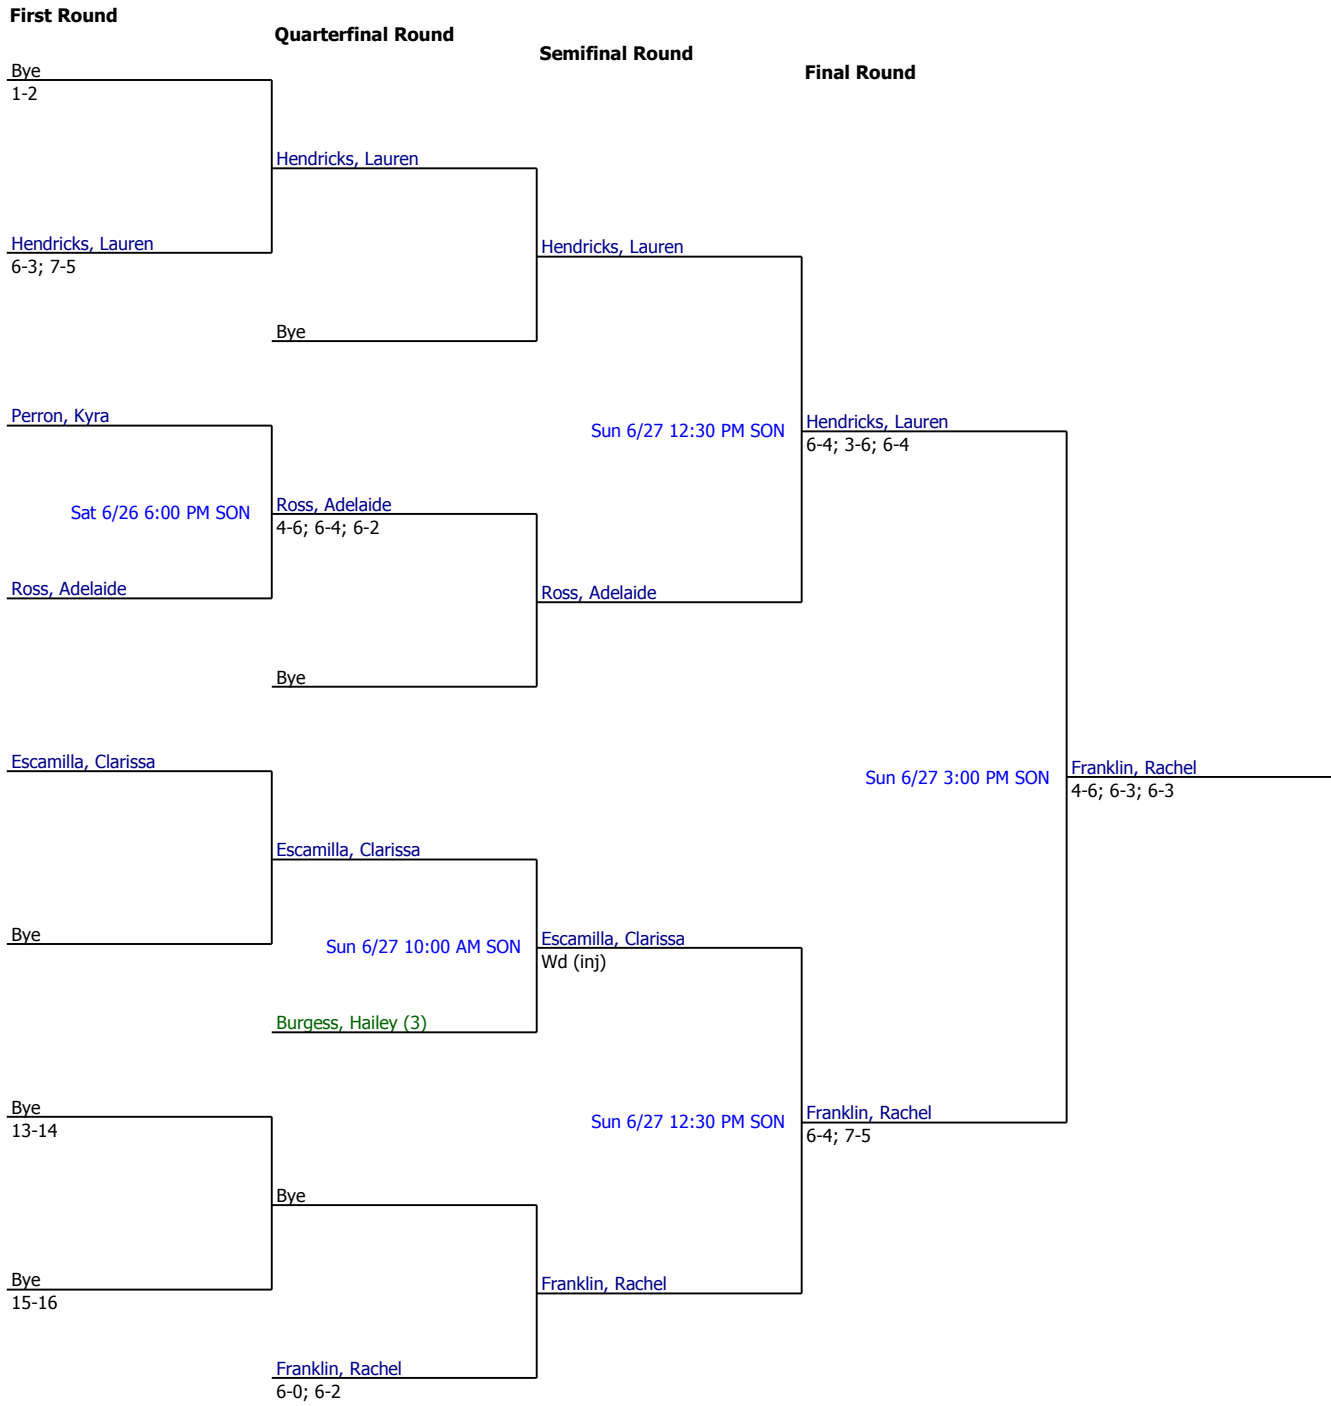 First Round
Quarterfinal Round
Semifinal Round
Final Round
Bye
1-2
Hendricks, Lauren
Hendricks, Lauren
6-3; 7-5
Hendricks, Lauren
Bye
Perron, Kyra
Sun 6/27 12:30 PM SON
Hendricks, Lauren
6-4; 3-6; 6-4
Sat 6/26 6:00 PM SON
Ross, Adelaide
4-6; 6-4; 6-2
Ross, Adelaide
Ross, Adelaide
Bye
Escamilla, Clarissa
Sun 6/27 3:00 PM SON
Franklin, Rachel
4-6; 6-3; 6-3
Escamilla, Clarissa
Bye
Sun 6/27 10:00 AM SON
Escamilla, Clarissa
Wd (inj)
Burgess, Hailey (3)
Bye
13-14
Sun 6/27 12:30 PM SON
Franklin, Rachel
6-4; 7-5
Bye
Bye
15-16
Franklin, Rachel
Franklin, Rachel
6-0; 6-2